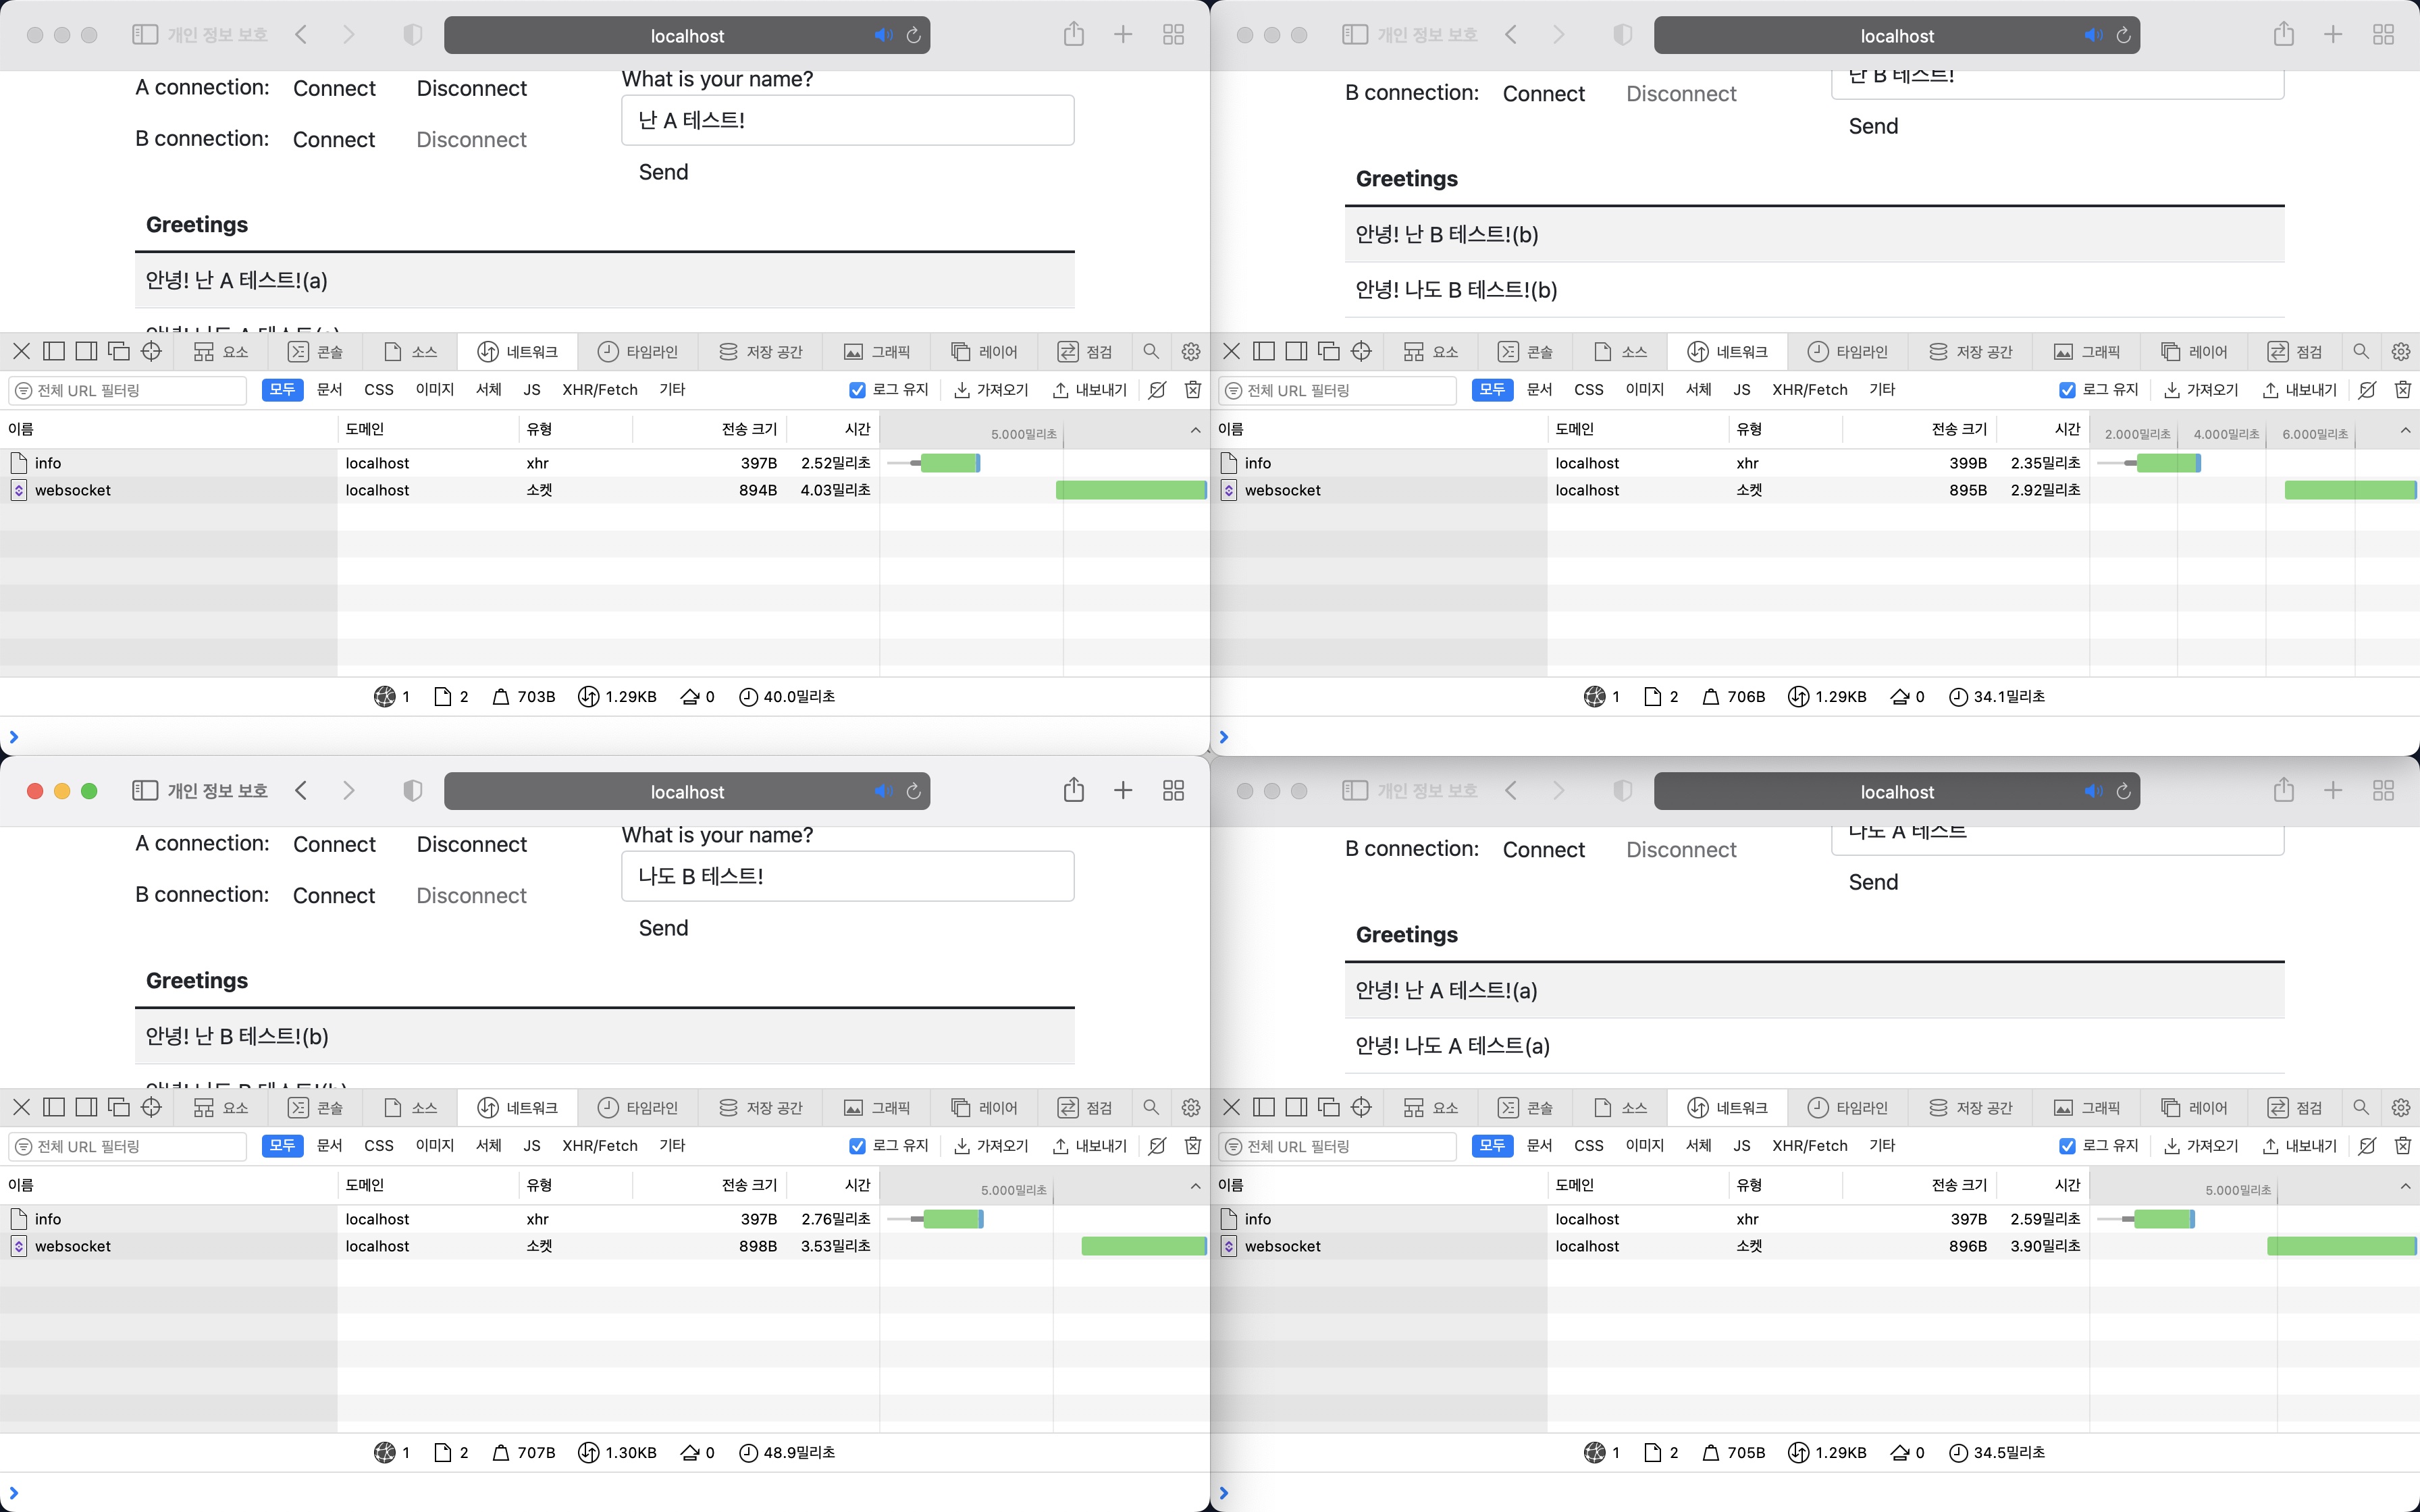 개인 정보 보호
localhost
A connection: Connect Disconnect
What is your name?
난 A 테스트!
B connection: Connect Disconnect
Send
Greetings
안녕! 난 A 테스트!(a)
안녕! 나도 A 테스트(a)
요소 콘솔 소스 네트워크 타임라인 저장 공간 그래픽 레이어 점검
전체 URL 필터링 모두 문서 CSS 이미지 서체 JS XHR/Fetch 기타 로그 유지 가져오기 내보내기
이름 도메인 유형 전송 크기 시간 5.000밀리초
info localhost xhr 397B 2.52밀리초
websocket localhost 소켓 894B 4.03밀리초
1 2 703B 1.29KB 0 40.0밀리초
개인 정보 보호
localhost
난 B 테스트!
B connection: Connect Disconnect
Send
Greetings
안녕! 난 B 테스트!(b)
안녕! 나도 B 테스트!(b)
요소 콘솔 소스 네트워크 타임라인 저장 공간 그래픽 레이어 점검
전체 URL 필터링 모두 문서 CSS 이미지 서체 JS XHR/Fetch 기타 로그 유지 가져오기 내보내기
이름 도메인 유형 전송 크기 시간 2.000밀리초 4.000밀리초 6.000밀리초
info localhost xhr 399B 2.35밀리초
websocket localhost 소켓 895B 2.92밀리초
1 2 706B 1.29KB 0 34.1밀리초
개인 정보 보호
localhost
A connection: Connect Disconnect
What is your name?
나도 B 테스트!
B connection: Connect Disconnect
Send
Greetings
안녕! 난 B 테스트!(b)
안녕! 나도 B 테스트!(b)
요소 콘솔 소스 네트워크 타임라인 저장 공간 그래픽 레이어 점검
전체 URL 필터링 모두 문서 CSS 이미지 서체 JS XHR/Fetch 기타 로그 유지 가져오기 내보내기
이름 도메인 유형 전송 크기 시간 5.000밀리초
info localhost xhr 397B 2.76밀리초
websocket localhost 소켓 898B 3.53밀리초
1 2 707B 1.30KB 0 48.9밀리초
개인 정보 보호
localhost
나도 A 테스트
B connection: Connect Disconnect
Send
Greetings
안녕! 난 A 테스트!(a)
안녕! 나도 A 테스트(a)
요소 콘솔 소스 네트워크 타임라인 저장 공간 그래픽 레이어 점검
전체 URL 필터링 모두 문서 CSS 이미지 서체 JS XHR/Fetch 기타 로그 유지 가져오기 내보내기
이름 도메인 유형 전송 크기 시간 5.000밀리초
info localhost xhr 397B 2.59밀리초
websocket localhost 소켓 896B 3.90밀리초
1 2 705B 1.29KB 0 34.5밀리초